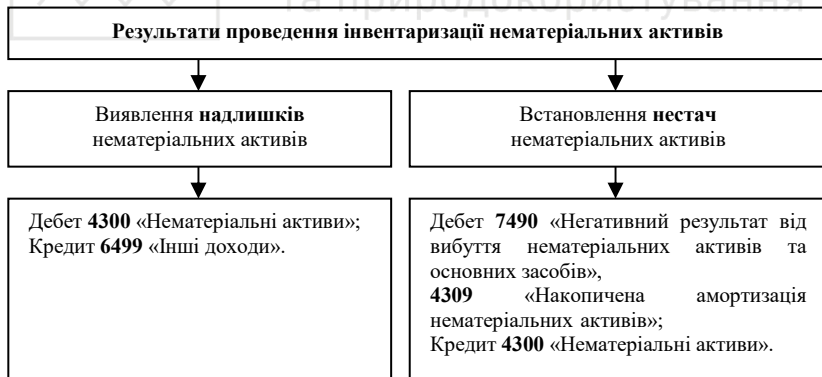 та природокористування
Результати проведення інвентаризації нематеріальних активів
Виявлення надлишків
нематеріальних активів
Встановлення нестач
нематеріальних активів
Дебет 4300 «Нематеріальні активи»;
Кредит 6499 «Інші доходи».
Дебет 7490 «Негативний результат від
вибуття нематеріальних активів та
основних засобів»,
4309 «Накопичена амортизація
нематеріальних активів»;
Кредит 4300 «Нематеріальні активи».